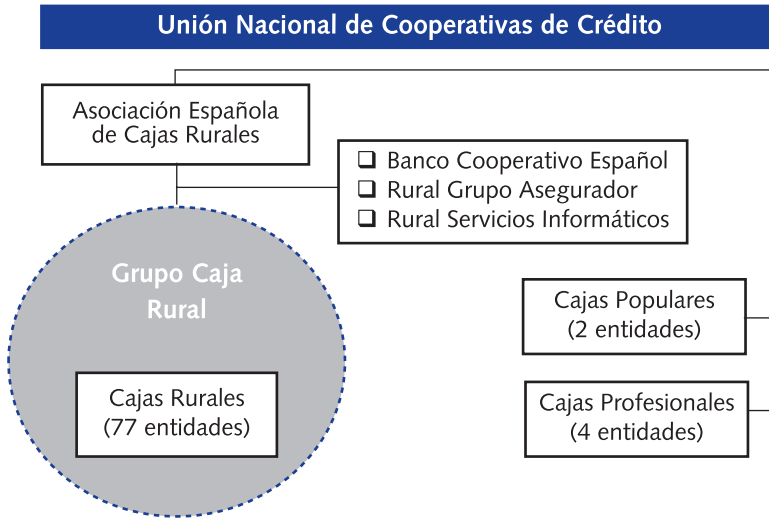 Unión Nacional de Cooperativas de Crédito
Asociación Española
de Cajas Rurales
❑ Banco Cooperativo Español
❑ Rural Grupo Asegurador
❑ Rural Servicios Informáticos
Grupo Caja
Rural
Cajas Rurales
(77 entidades)
Cajas Populares
(2 entidades)
Cajas Profesionales
(4 entidades)